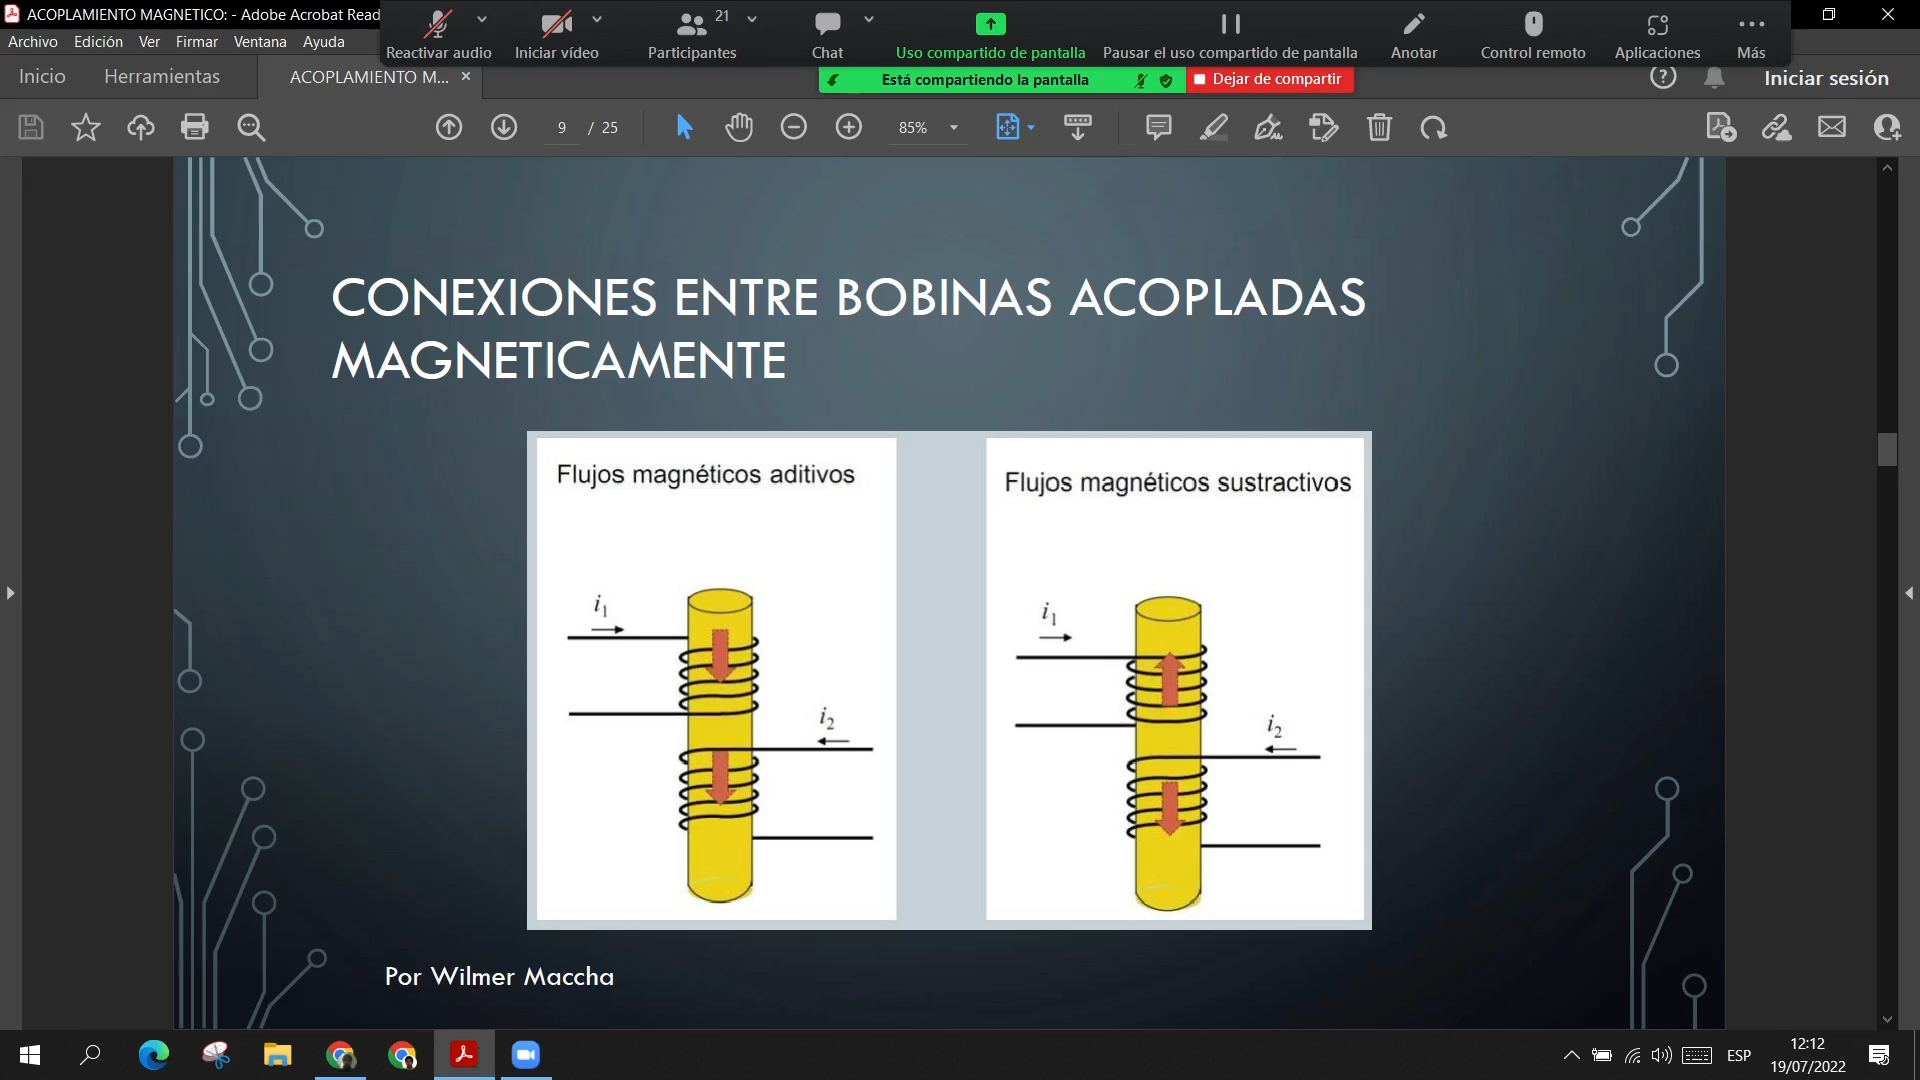 ACOPLAMIENTO MAGNETICO: - Adobe Acrobat Read
Archivo Edición Ver Firmar Ventana Ayuda
Reactivar audio
Iniciar vídeo
21
Participantes
Chat
Uso compartido de pantalla
Pausar el uso compartido de pantalla
Anotar
Control remoto
Aplicaciones
Más
Está compartiendo la pantalla
Dejar de compartir
Inicio Herramientas ACOPLAMIENTO M... ×
Iniciar sesión
9 / 25
85%
CONEXIONES ENTRE BOBINAS ACOPLADAS
MAGNETICAMENTE
Flujos magnéticos aditivos
i1
i2
Flujos magnéticos sustractivos
i1
i2
Por Wilmer Maccha
ESP
12:12
19/07/2022